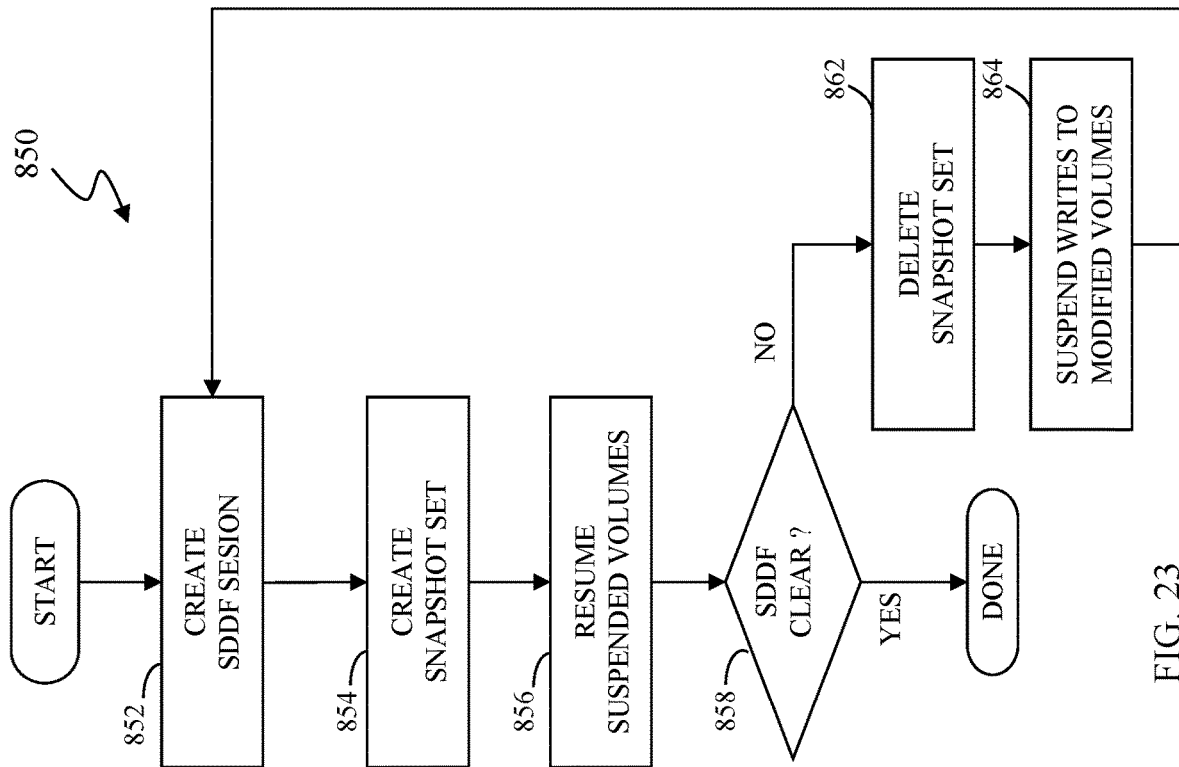 850
START
852
CREATE
SDDF SESION
854
CREATE
SNAPSHOT SET
856
RESUME
SUSPENDED VOLUMES
858
SDDF
CLEAR ?
NO
YES
862
DELETE
SNAPSHOT SET
864
SUSPEND WRITES TO
MODIFIED VOLUMES
DONE
FIG. 23